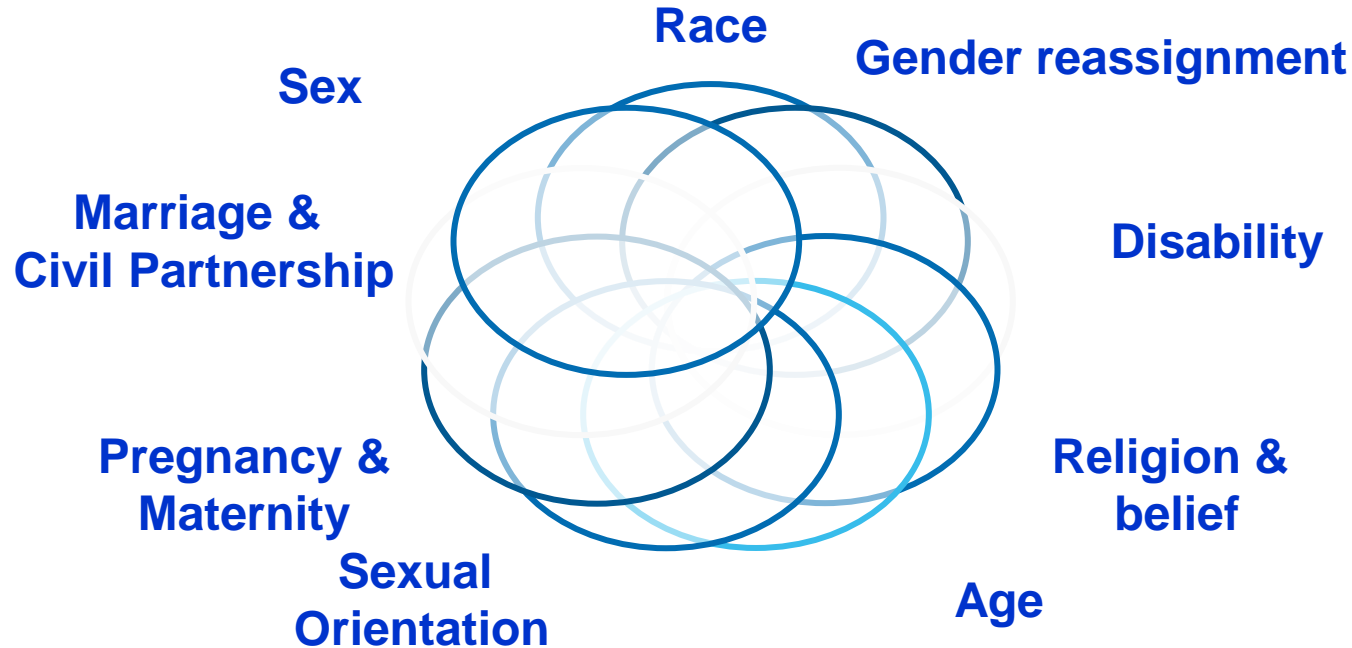 Race
Gender reassignment
Sex
Marriage &
Civil Partnership
Disability
Pregnancy &
Maternity
Religion &
belief
Sexual
Orientation
Age